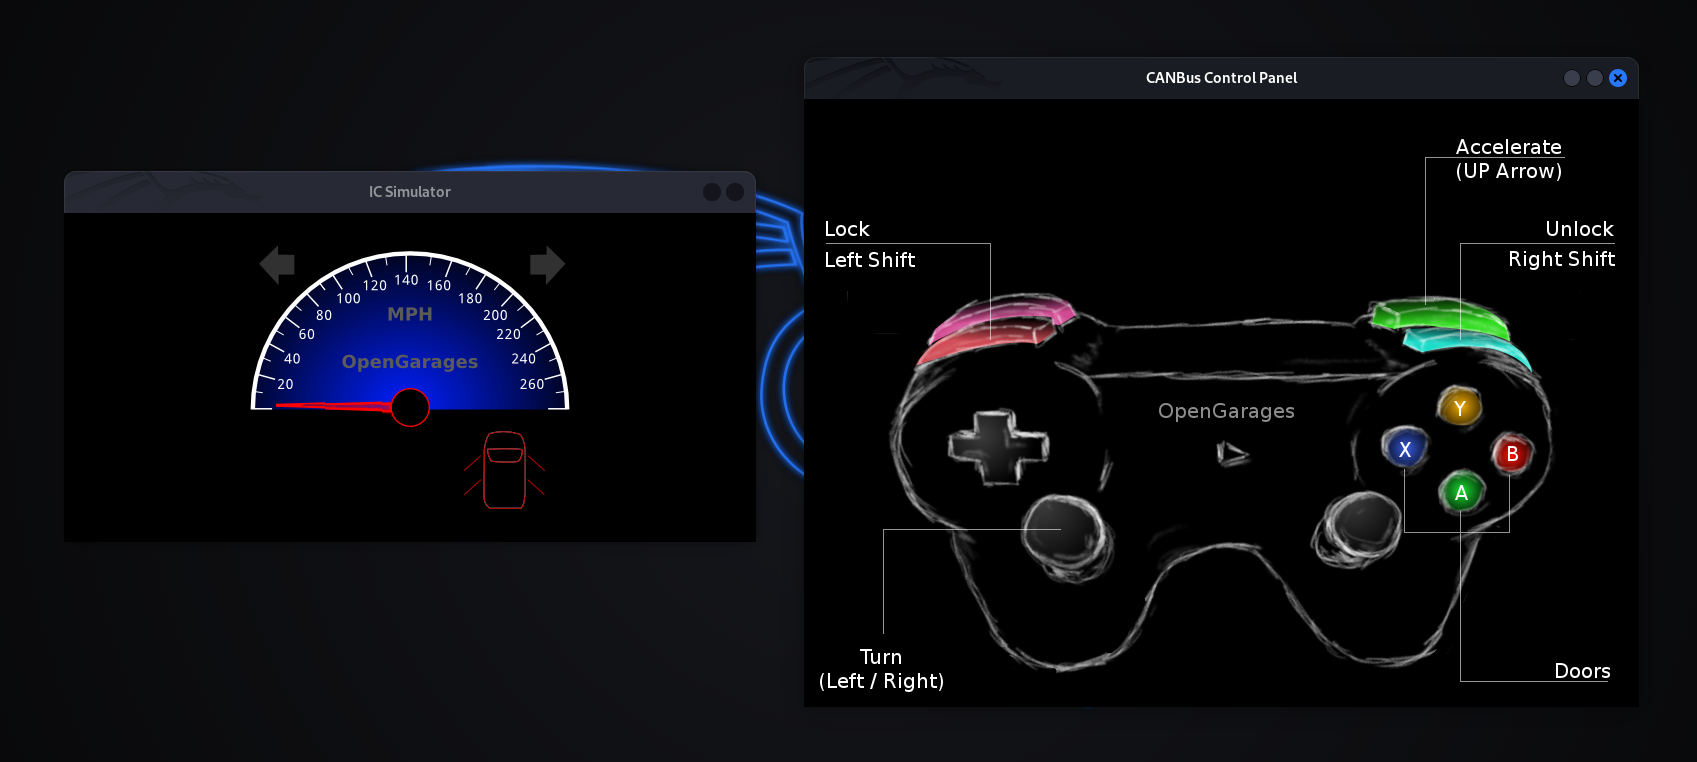 IC Simulator
20
40
60
80
100
120
140
160
180
200
220
240
260
MPH
OpenGarages
CANBus Control Panel
Accelerate
(UP Arrow)
Lock
Left Shift
Unlock
Right Shift
OpenGarages
Y
X
B
A
Turn
(Left / Right)
Doors